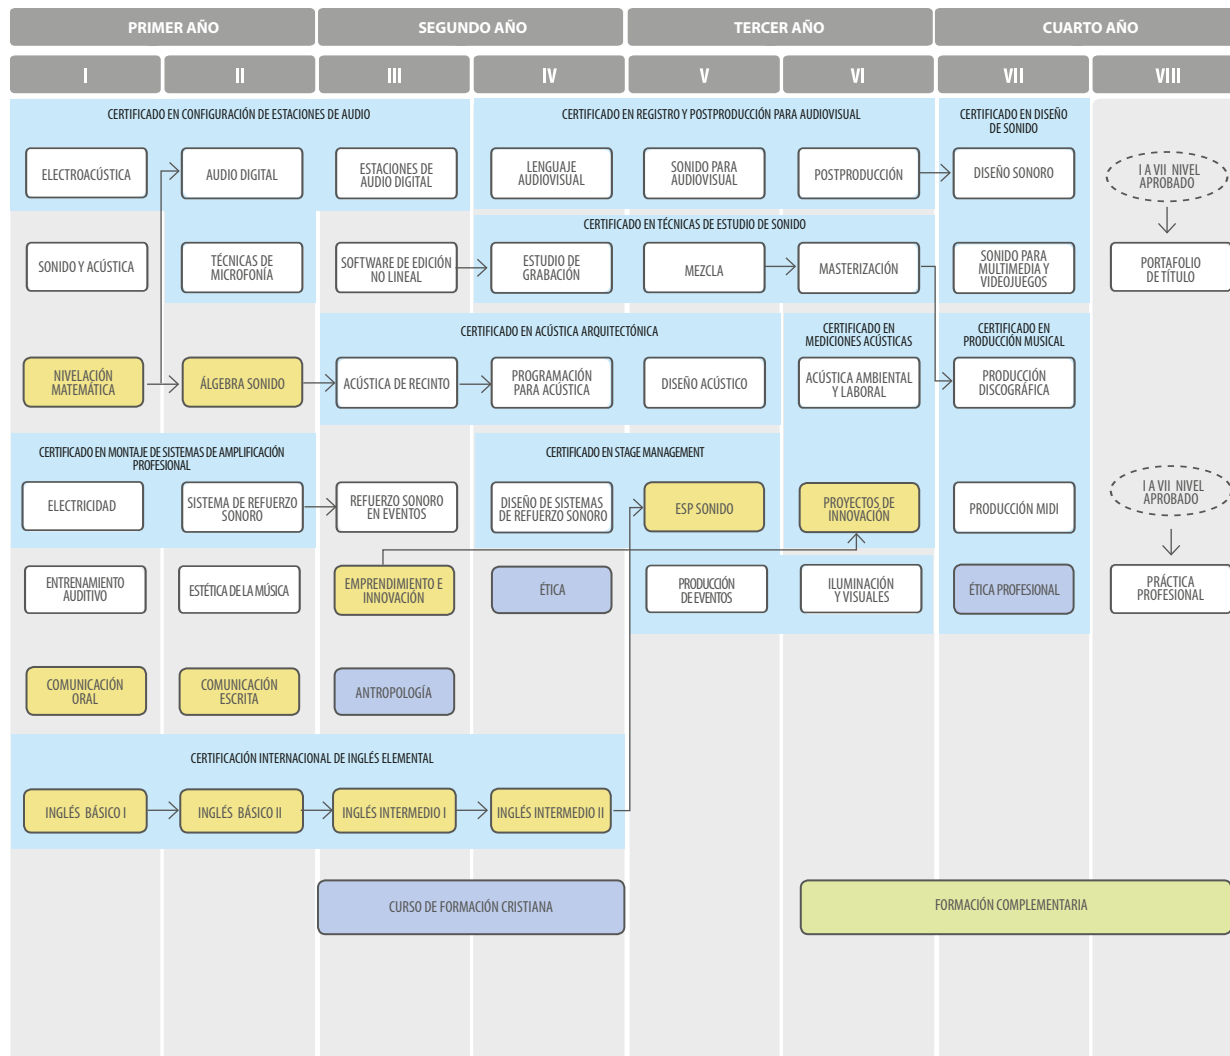 PRIMER AÑO
SEGUNDO AÑO
TERCER AÑO
CUARTO AÑO
I
II
III
IV
V
VI
VII
VIII
CERTIFICADO EN CONFIGURACIÓN DE ESTACIONES DE AUDIO
CERTIFICADO EN REGISTRO Y POSTPRODUCCIÓN PARA AUDIOVISUAL
CERTIFICADO EN DISEÑO
DE SONIDO
ELECTROACÚSTICA
AUDIO DIGITAL
ESTACIONES DE
AUDIO DIGITAL
LENGUAJE
AUDIOVISUAL
SONIDO PARA
AUDIOVISUAL
POSTPRODUCCIÓN
DISEÑO SONORO
I A VII NIVEL
APROBADO
CERTIFICADO EN TÉCNICAS DE ESTUDIO DE SONIDO
SONIDO Y ACÚSTICA
TÉCNICAS DE
MICROFONÍA
SOFTWARE DE EDICIÓN
NO LINEAL
ESTUDIO DE
GRABACIÓN
MEZCLA
MASTERIZACIÓN
SONIDO PARA
MULTIMEDIA Y
VIDEOJUEGOS
PORTAFOLIO
DE TÍTULO
CERTIFICADO EN ACÚSTICA ARQUITECTÓNICA
CERTIFICADO EN
MEDICIONES ACÚSTICAS
CERTIFICADO EN
PRODUCCIÓN MUSICAL
NIVELACIÓN
MATEMÁTICA
ÁLGEBRA SONIDO
ACÚSTICA DE RECINTO
PROGRAMACIÓN
PARA ACÚSTICA
DISEÑO ACÚSTICO
ACÚSTICA AMBIENTAL
Y LABORAL
PRODUCCIÓN
DISCOGRÁFICA
CERTIFICADO EN MONTAJE DE SISTEMAS DE AMPLIFICACIÓN
PROFESIONAL
CERTIFICADO EN STAGE MANAGEMENT
ELECTRICIDAD
SISTEMA DE REFUERZO
SONORO
REFUERZO SONORO
EN EVENTOS
DISEÑO DE SISTEMAS
DE REFUERZO SONORO
ESP SONIDO
PROYECTOS DE
INNOVACIÓN
PRODUCCIÓN MIDI
I A VII NIVEL
APROBADO
ENTRENAMIENTO
AUDITIVO
ESTÉTICA DE LA MÚSICA
EMPRENDIMIENTO E
INNOVACIÓN
ÉTICA
PRODUCCIÓN
DE EVENTOS
ILUMINACIÓN
Y VISUALES
ÉTICA PROFESIONAL
PRÁCTICA
PROFESIONAL
COMUNICACIÓN
ORAL
COMUNICACIÓN
ESCRITA
ANTROPOLOGÍA
CERTIFICACIÓN INTERNACIONAL DE INGLÉS ELEMENTAL
INGLÉS BÁSICO I
INGLÉS BÁSICO II
INGLÉS INTERMEDIO I
INGLÉS INTERMEDIO II
CURSO DE FORMACIÓN CRISTIANA
FORMACIÓN COMPLEMENTARIA